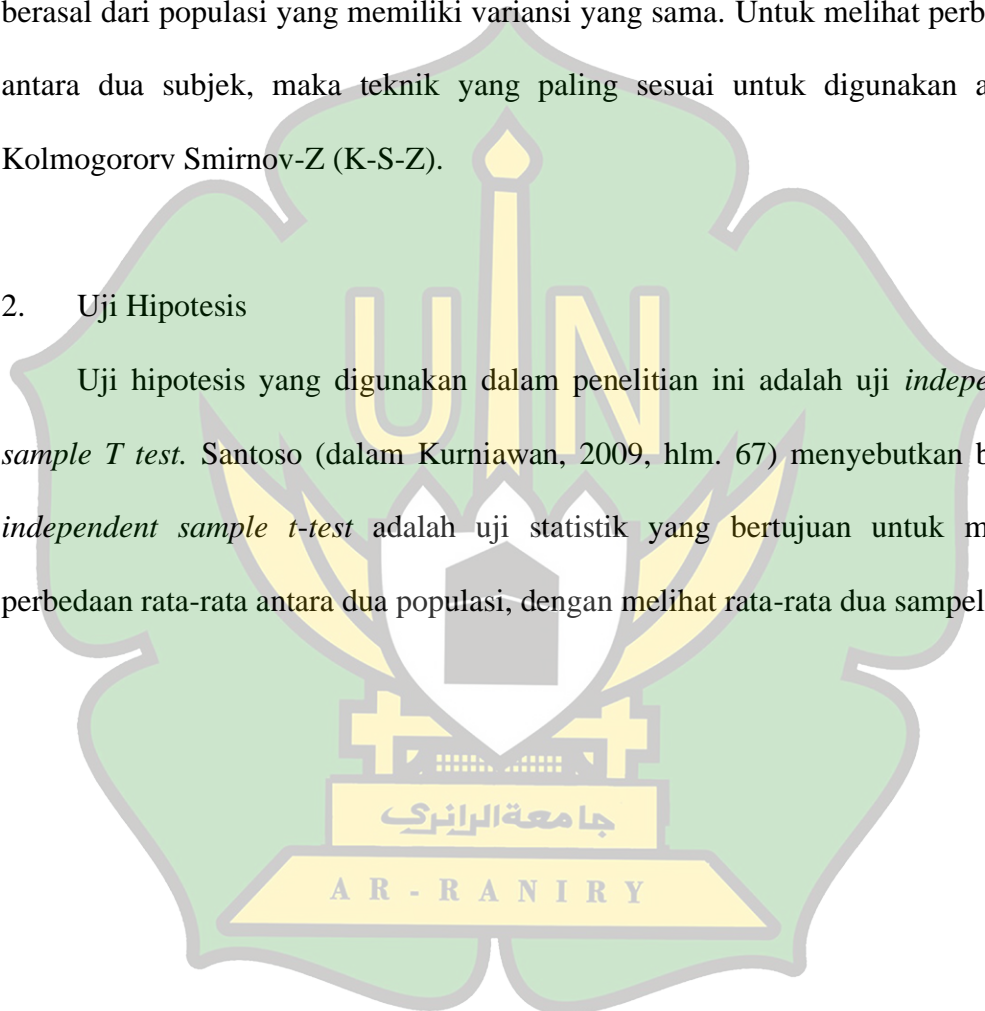 berasal dari populasi yang memiliki variansi yang sama. Untuk melihat perb
antara dua subjek, maka teknik yang paling sesuai untuk digunakan a
Kolmogororv Smirnov-Z (K-S-Z).
2. Uji Hipotesis
Uji hipotesis yang digunakan dalam penelitian ini adalah uji indepe
sample T test. Santoso (dalam Kurniawan, 2009, hlm. 67) menyebutkan b
independent sample t-test adalah uji statistik yang bertujuan untuk m
perbedaan rata-rata antara dua populasi, dengan melihat rata-rata dua sampel
UIN
جامعة الرانري
AR-RANIRY